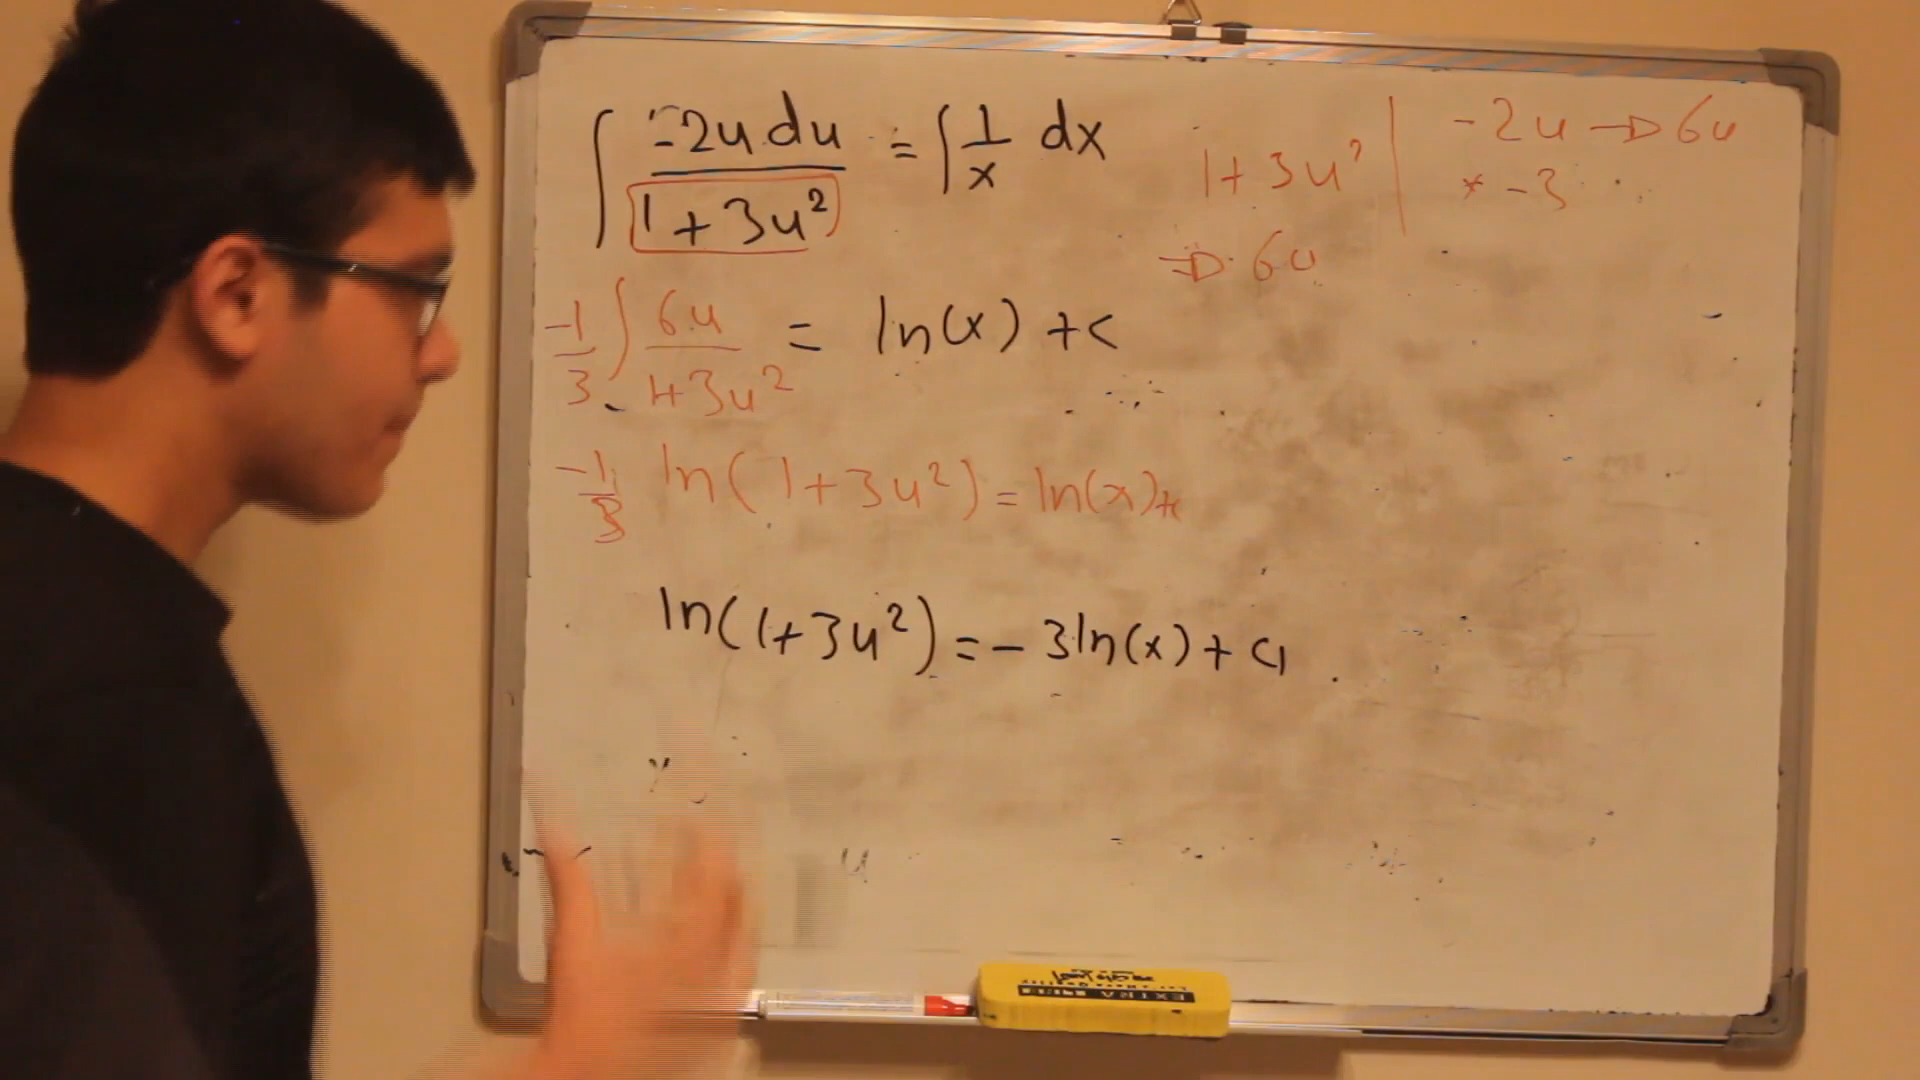 ∫ -2u du / 1 + 3u² = ∫ 1/x dx
1 + 3u² | -2u → 6u
* -3
⇒ 6u
-1/3 ∫ 6u / 1+3u² = ln(x) + c
-1/3 ln(1+3u²) = ln(x)+c
ln(1+3u²) = -3ln(x) + c1
EXTRA